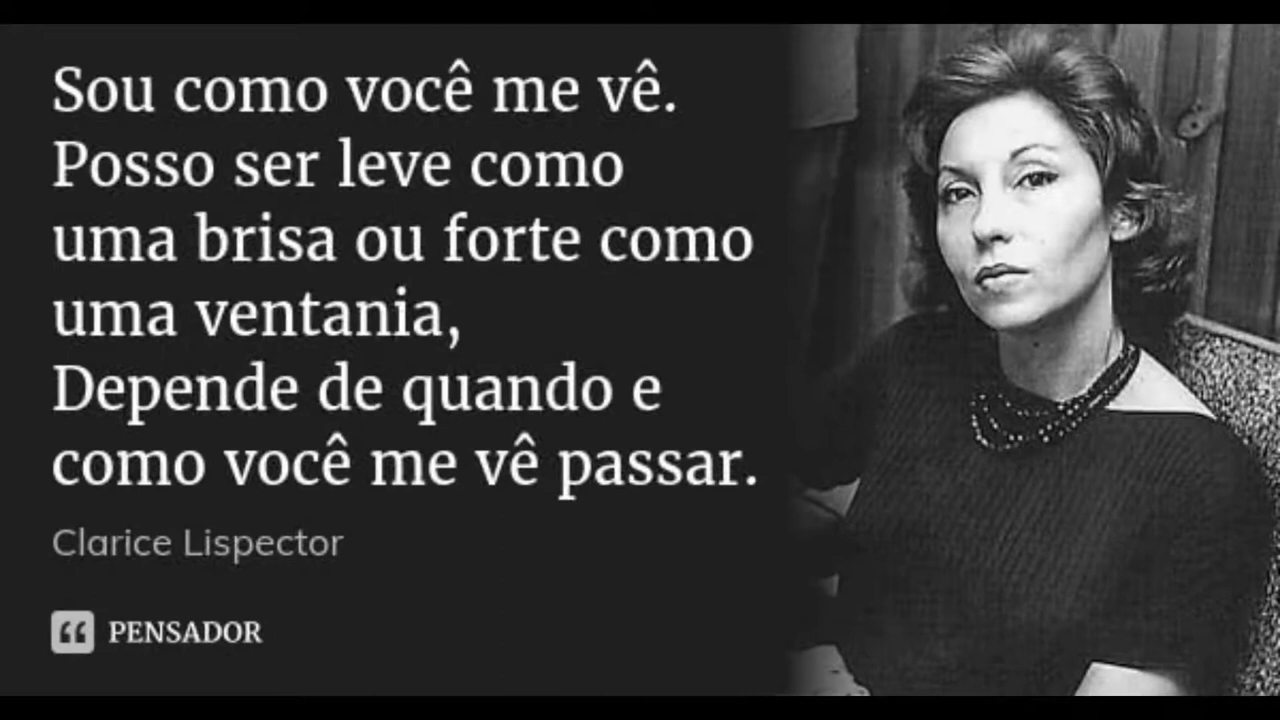 Sou como você me vê.
Posso ser leve como
uma brisa ou forte como
uma ventania,
Depende de quando e
como você me vê passar.
Clarice Lispector
PENSADOR